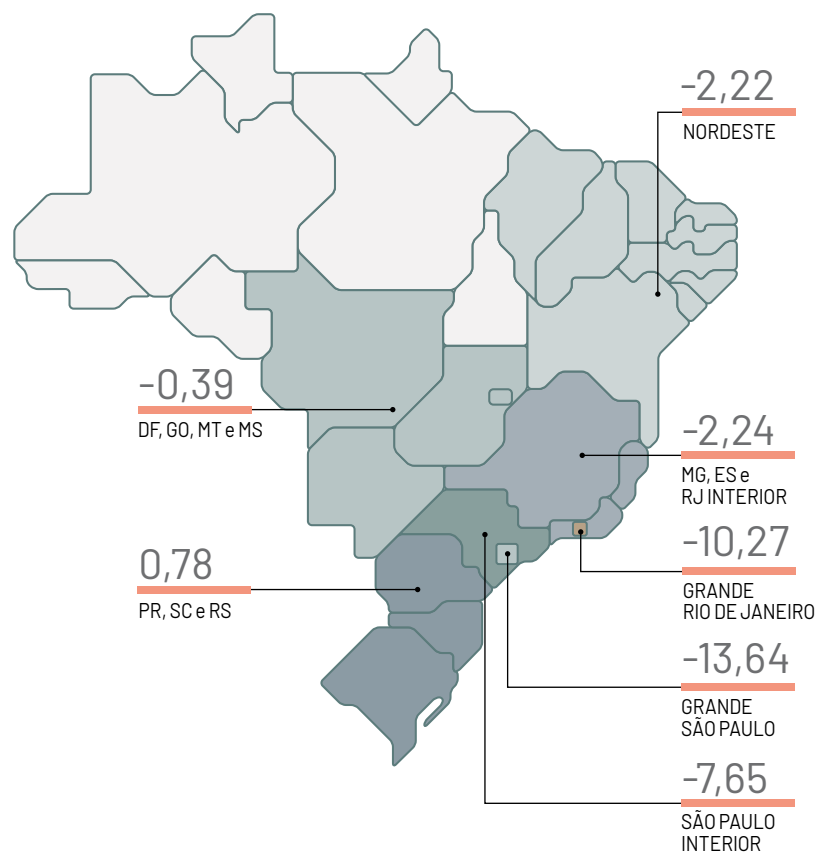 -2,22
NORDESTE
-0,39
DF, GO, MT e MS
-2,24
MG, ES e
RJ INTERIOR
-10,27
GRANDE
RIO DE JANEIRO
0,78
PR, SC e RS
-13,64
GRANDE
SÃO PAULO
-7,65
SÃO PAULO
INTERIOR